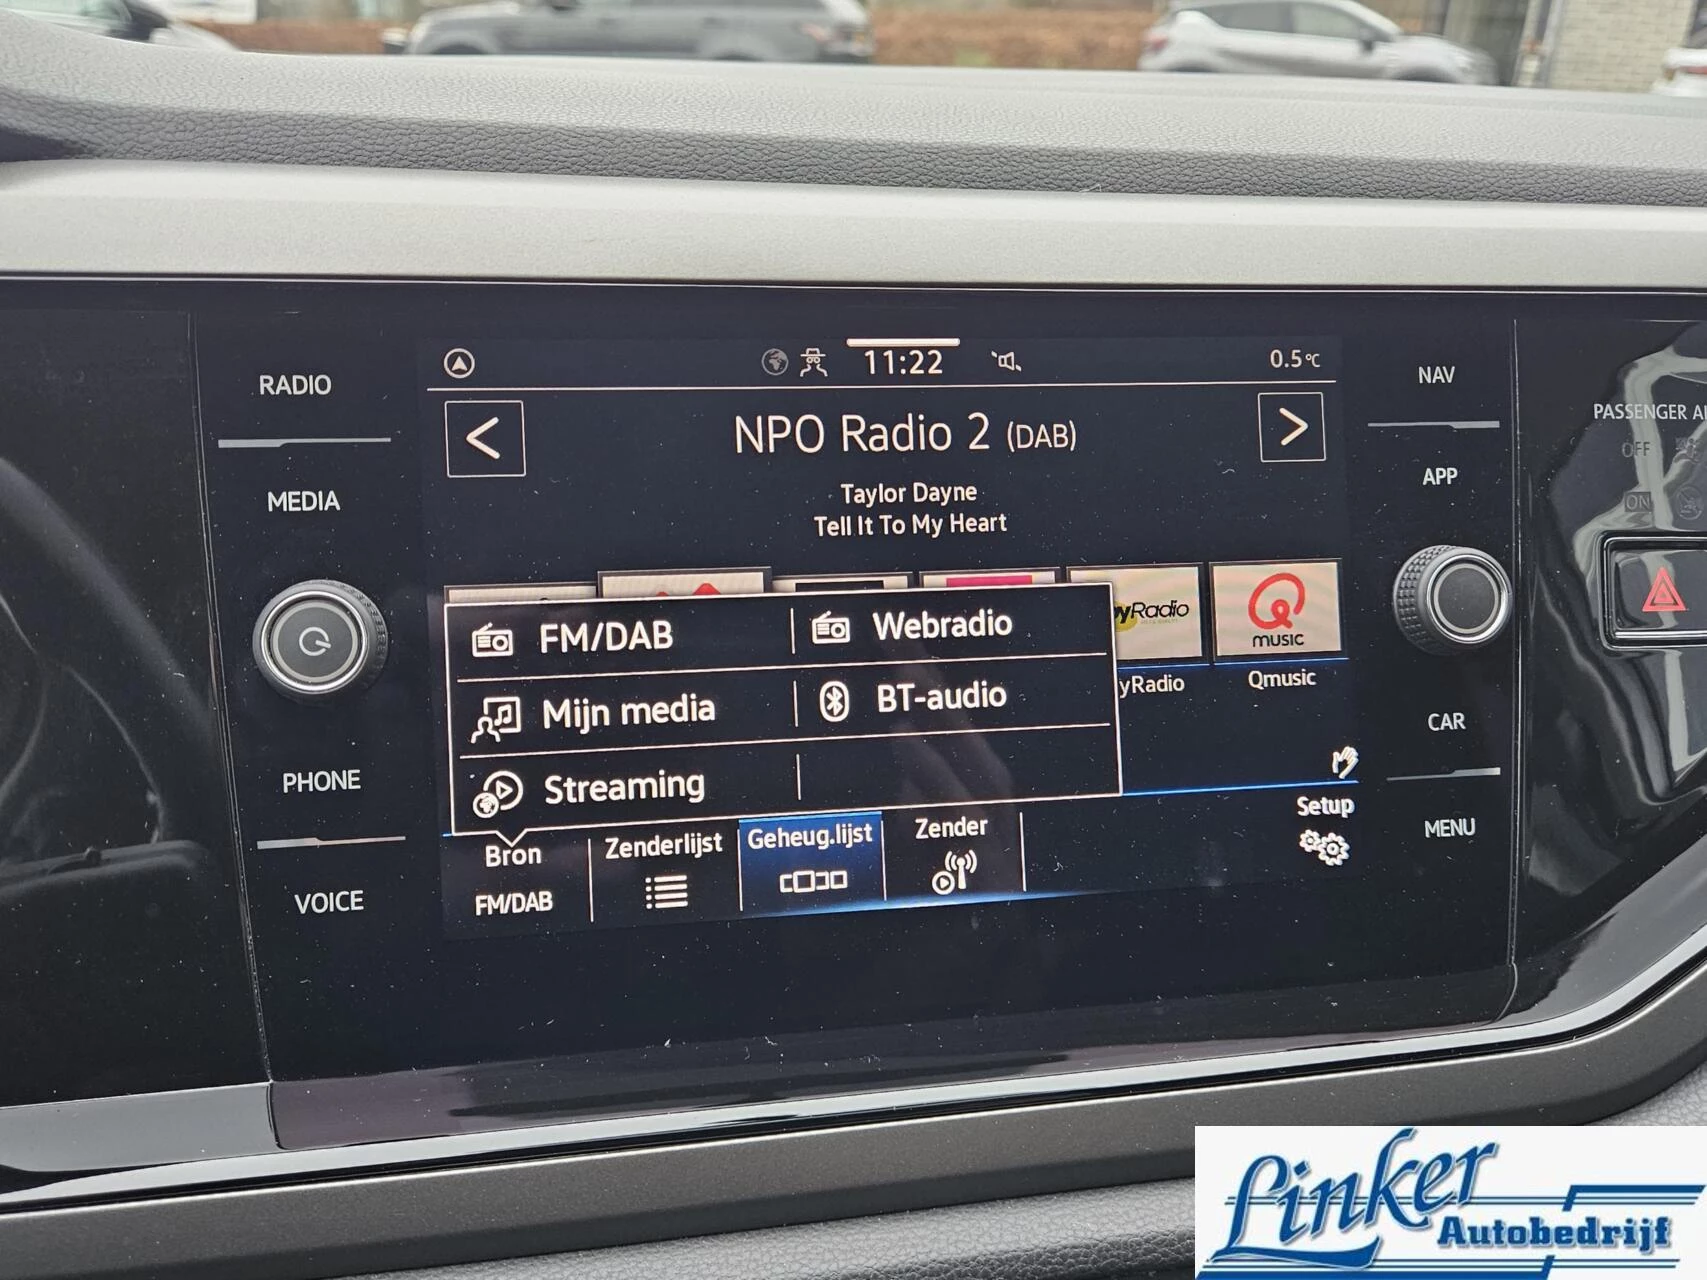 RADIO
MEDIA
PHONE
VOICE
11:22
0.5°C
<
NPO Radio 2 (DAB)
>
Taylor Dayne
Tell It To My Heart
FM/DAB
Webradio
Mijn media
BT-audio
Streaming
yRadio
MUSIC
yRadio
Qmusic
Bron
FM/DAB
Zenderlijst
Geheug.lijst
Zender
Setup
NAV
APP
CAR
MENU
PASSENGER
OFF
ON
Linker
Autobedrijf